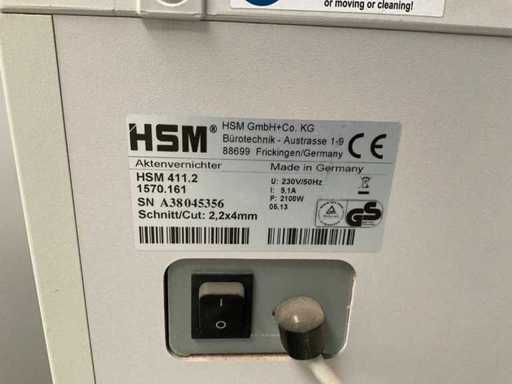 or moving or cleaning!
HSM®
HSM GmbH+Co. KG
Bürotechnik - Austrasse 1-9
88699 Frickingen/Germany
CE
Aktenvernichter
Made in Germany
HSM 411.2
1570.161
SN A38045356
Schnitt/Cut: 2,2x4mm
U: 230V/50Hz
I: 9,1A
P: 2100W
05.13
GS
I
O